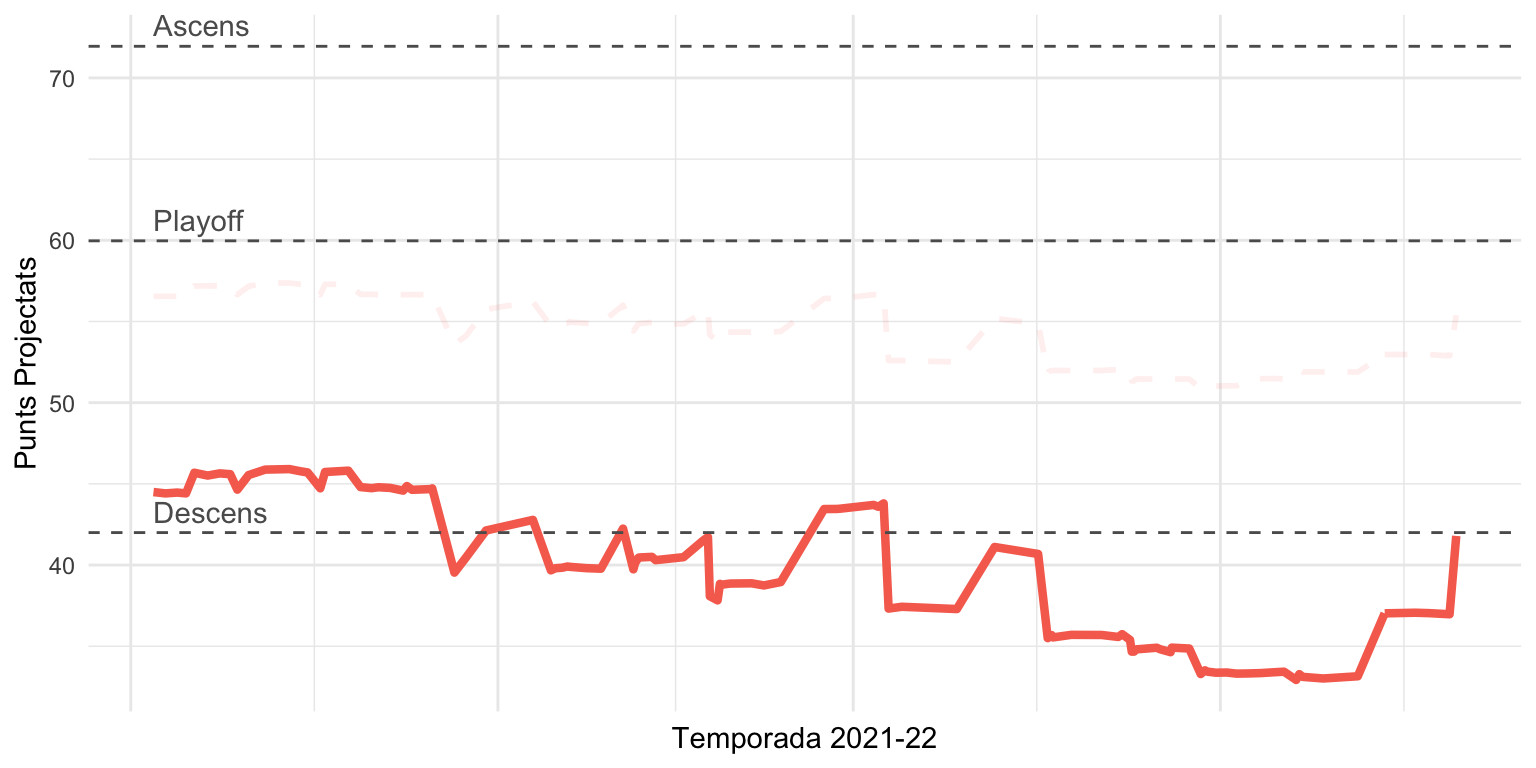 Ascens
70
Playoff
60
Punts Projectats
50
Descens
40
Temporada 2021-22